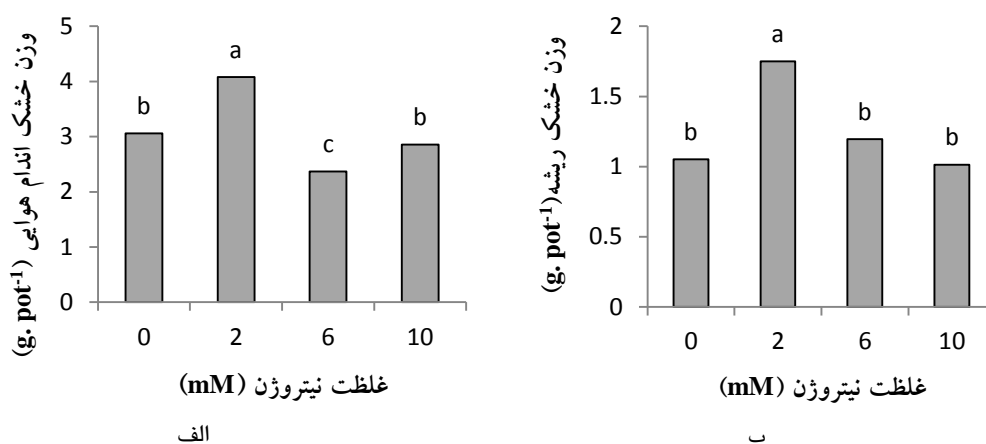 وزن خشک اندام هوایی (g. pot-1)
5
4
3
2
1
0
b
a
c
b
0 2 6 10
غلظت نیتروژن (mM)
الف
وزن خشک ریشه(g. pot-1)
2
1.5
1
0.5
0
b
a
b
b
0 2 6 10
غلظت نیتروژن (mM)